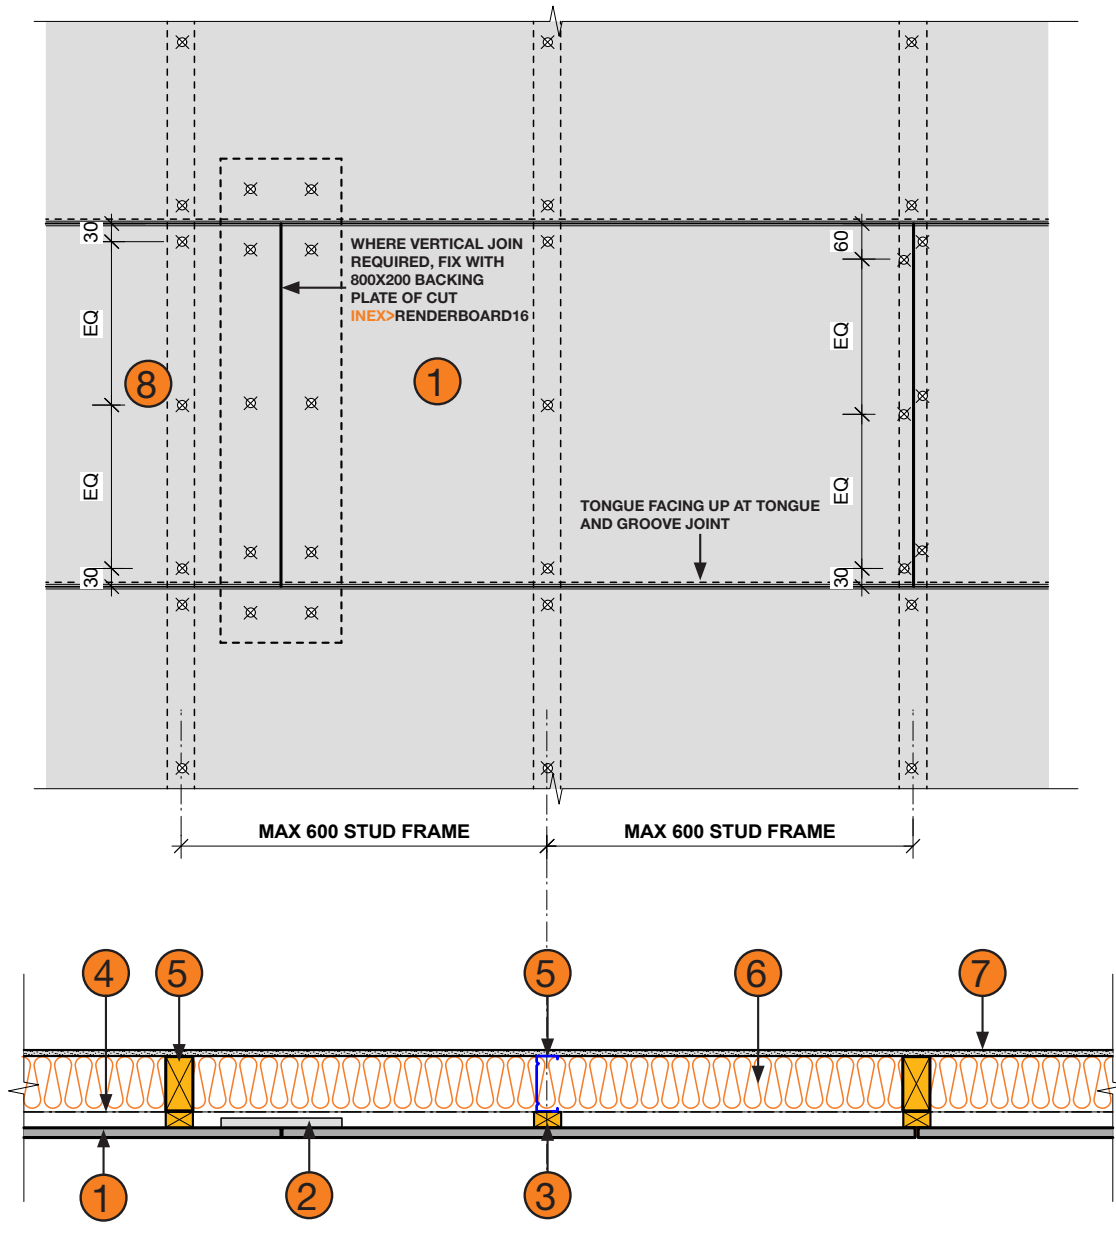 30
60
WHERE VERTICAL JOIN
REQUIRED, FIX WITH
800X200 BACKING
PLATE OF CUT
INEX>RENDERBOARD16
EQ
EQ
8
1
EQ
EQ
TONGUE FACING UP AT TONGUE
AND GROOVE JOINT
30
30
MAX 600 STUD FRAME
MAX 600 STUD FRAME
4
5
5
6
7
1
2
3